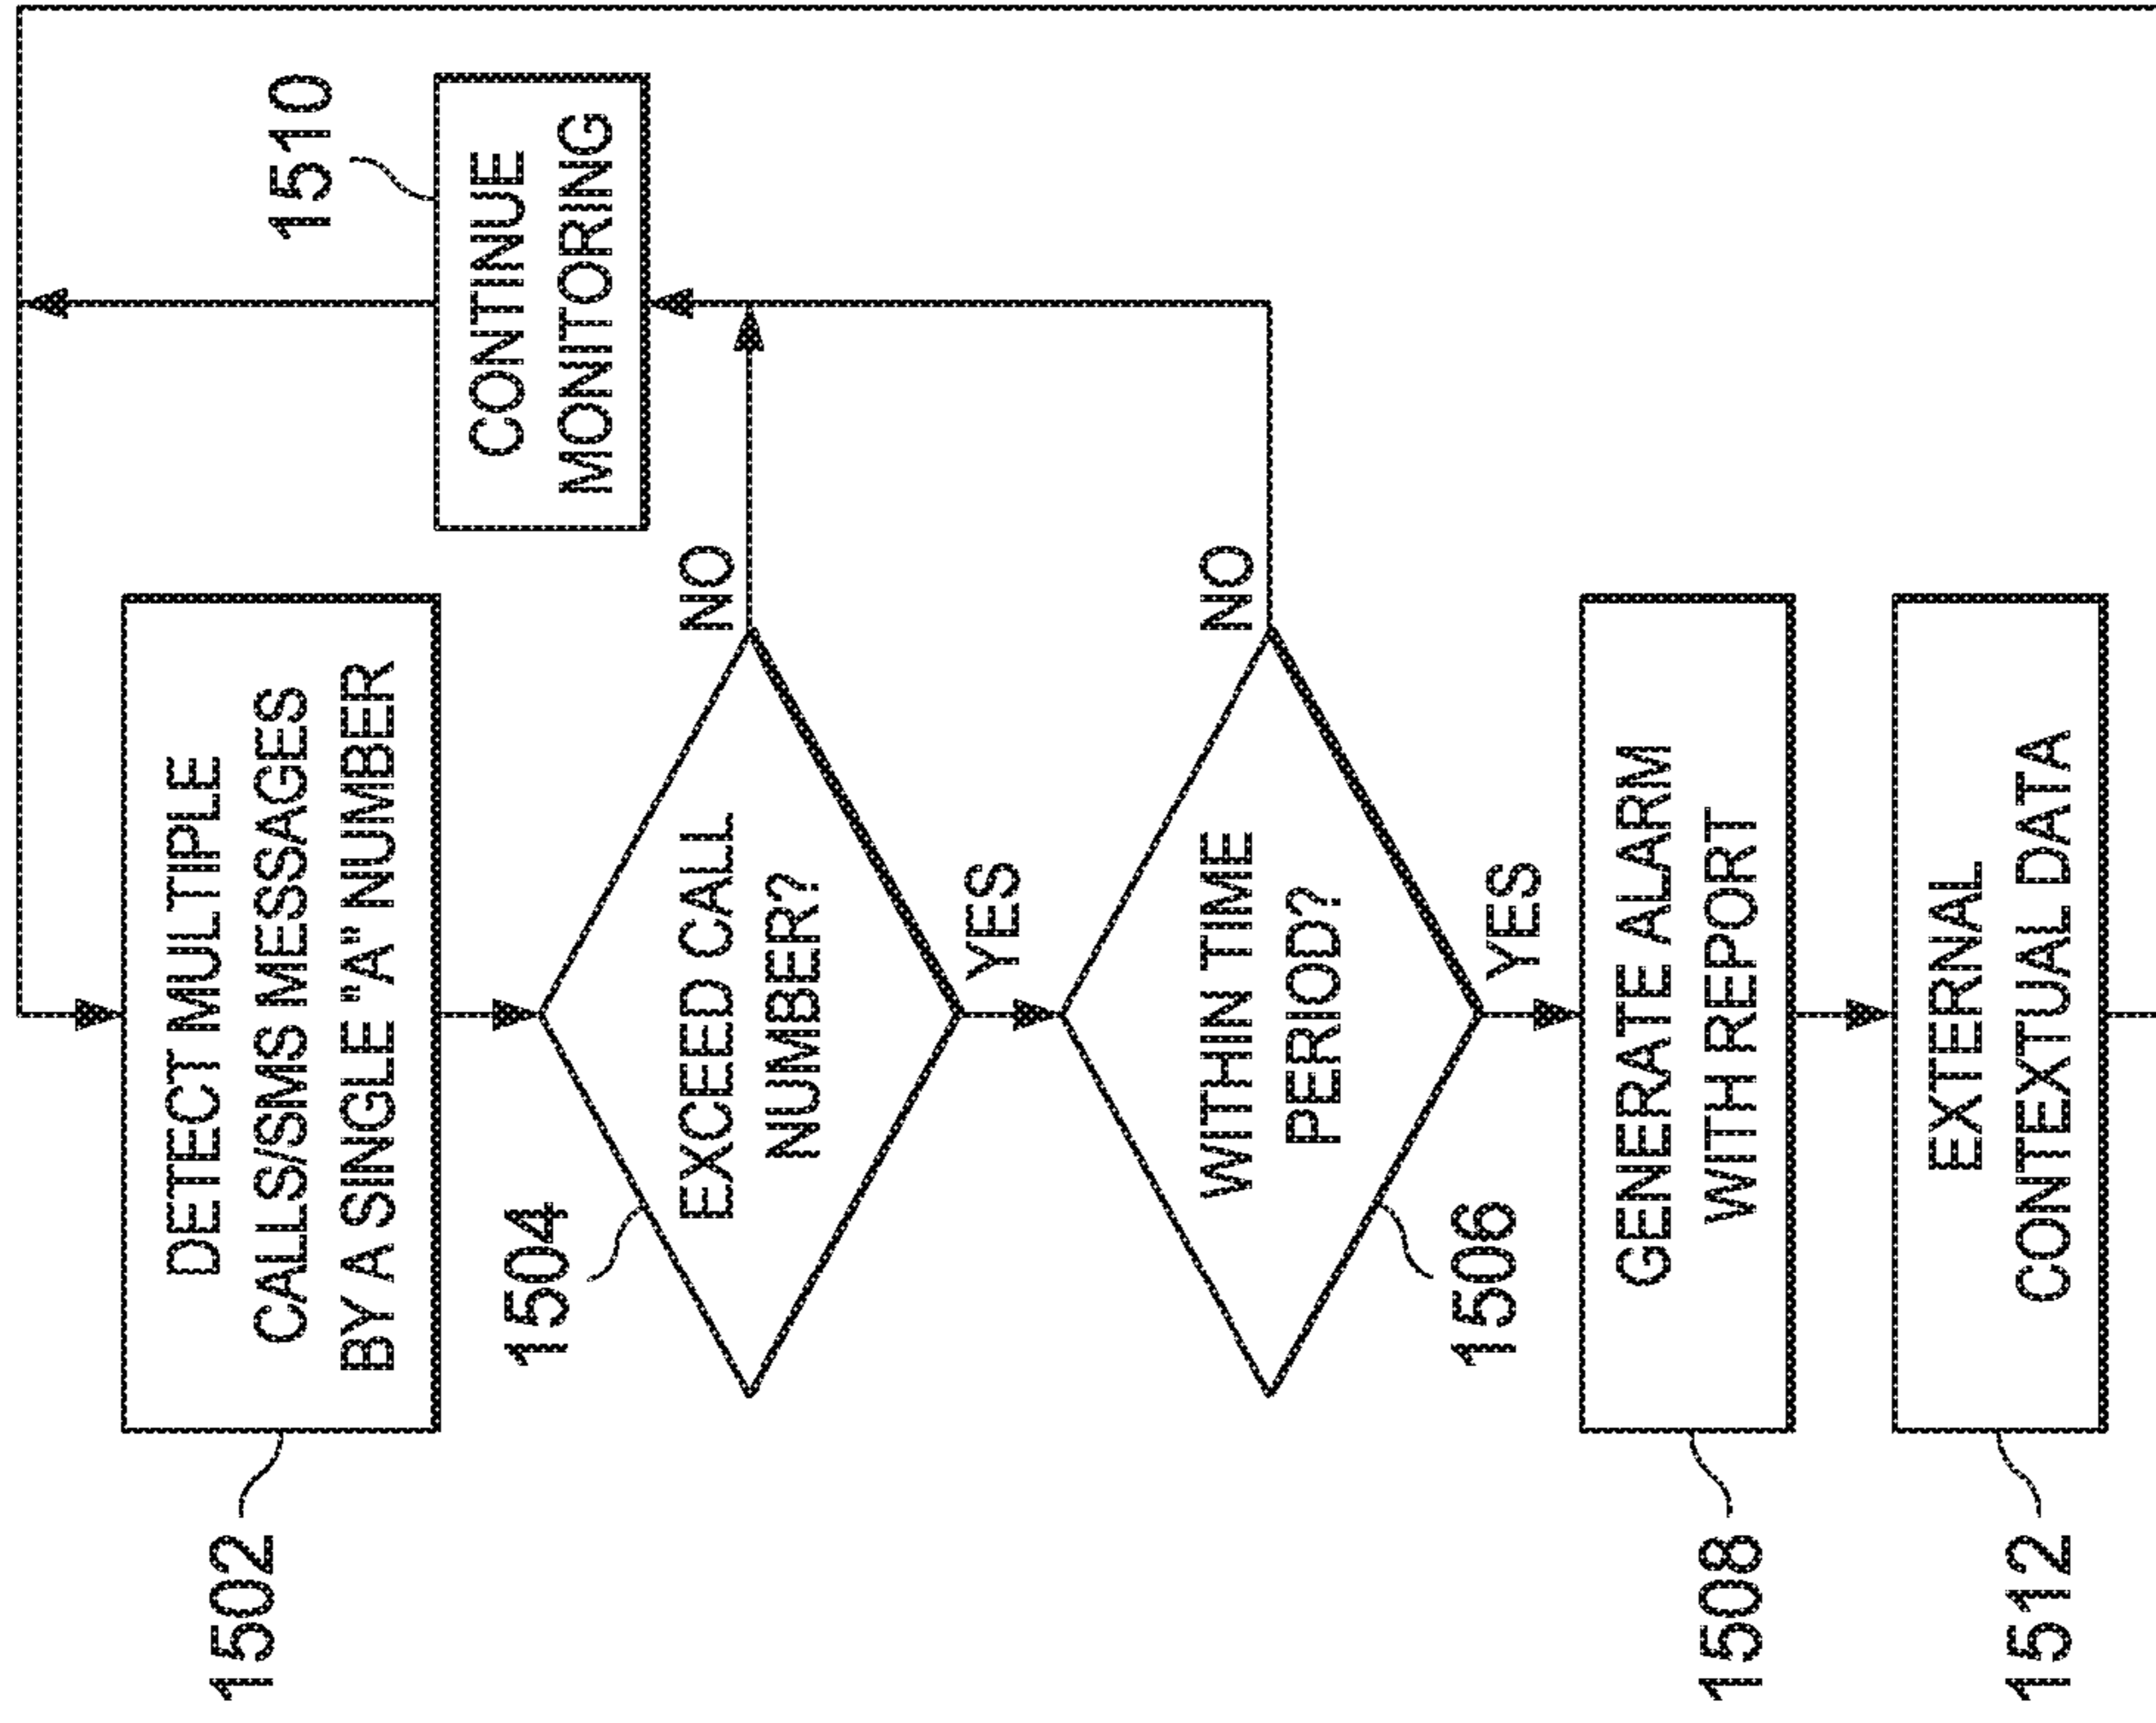 1502
DETECT MULTIPLE
CALLS/SMS MESSAGES
BY A SINGLE "A" NUMBER
1504
EXCEED CALL
NUMBER?
NO
YES
1510
CONTINUE
MONITORING
1506
WITHIN TIME
PERIOD?
NO
YES
1508
GENERATE ALARM
WITH REPORT
1512
EXTERNAL
CONTEXTUAL DATA